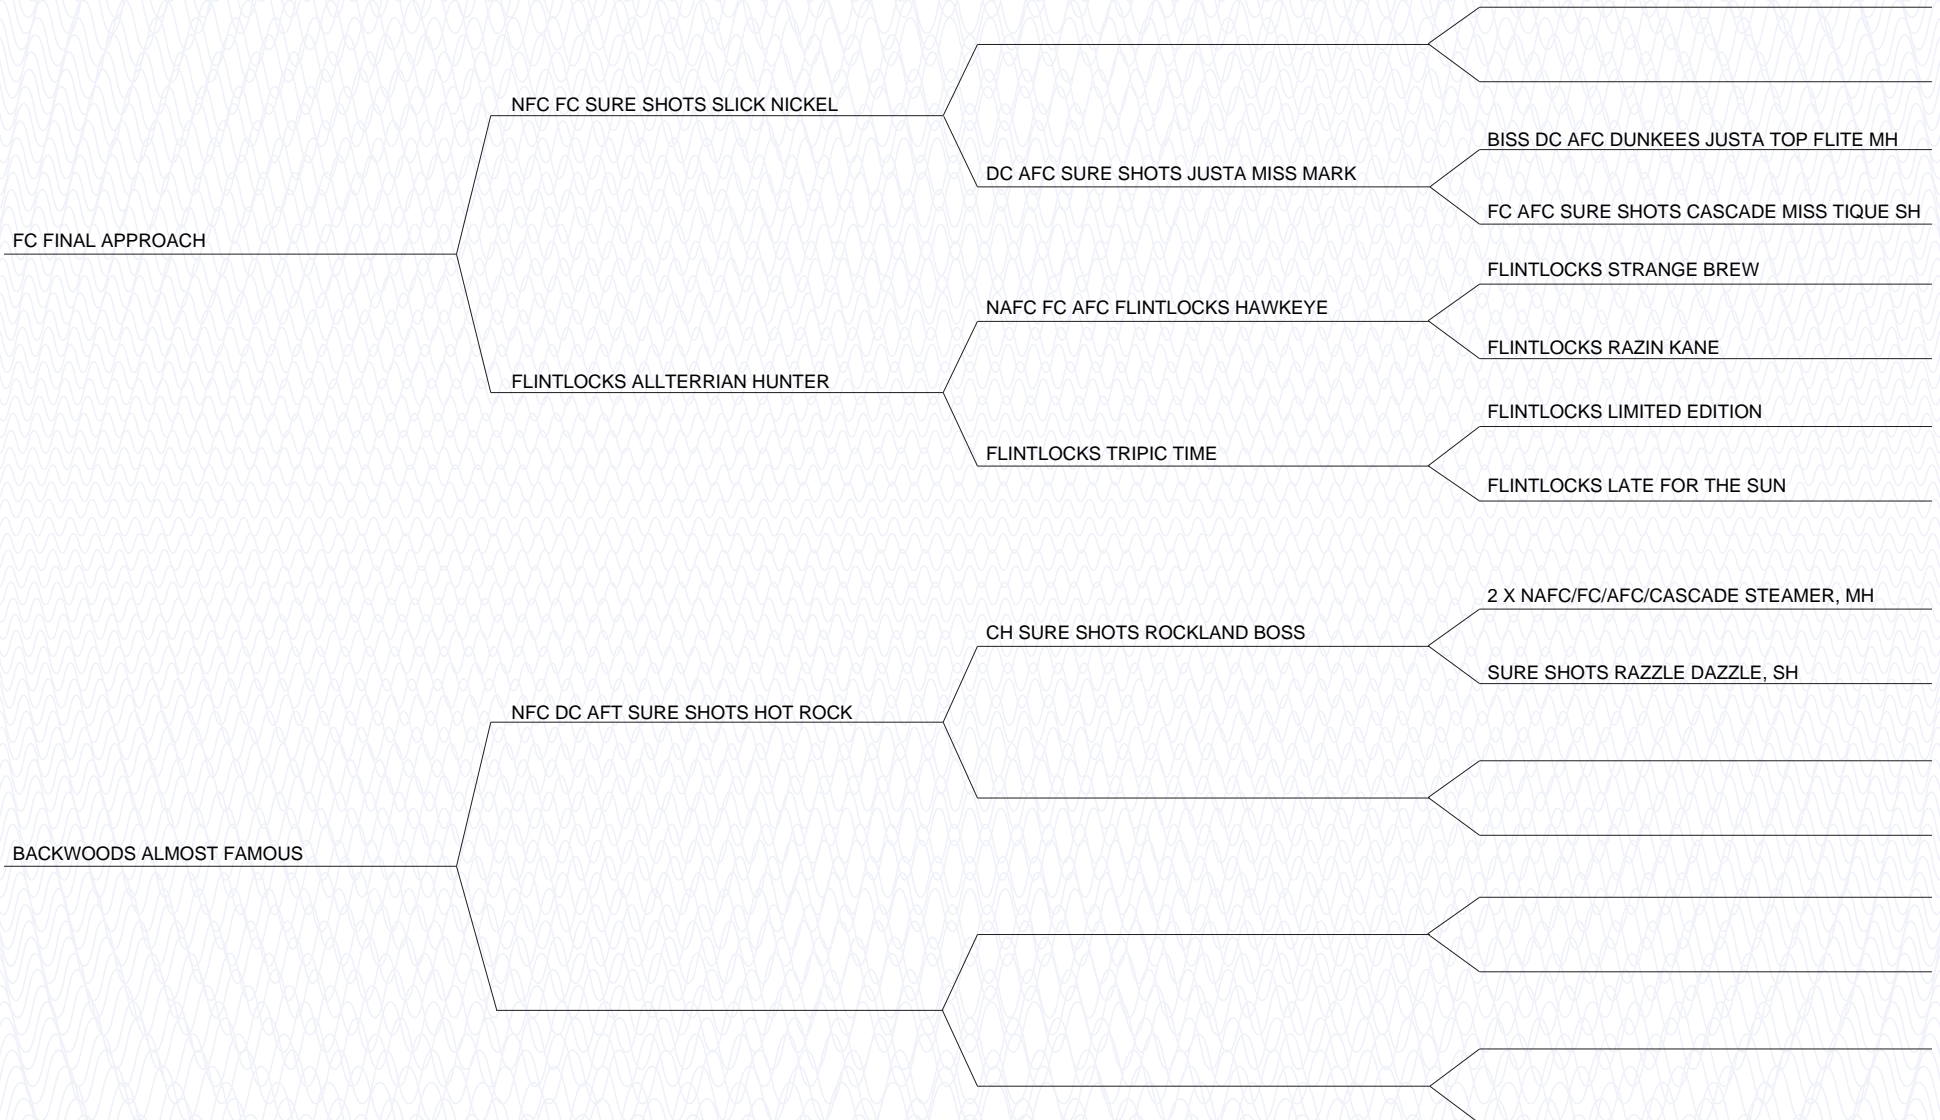 NFC FC SURE SHOTS SLICK NICKEL
BISS DC AFC DUNKEES JUSTA TOP FLITE MH
DC AFC SURE SHOTS JUSTA MISS MARK
FC AFC SURE SHOTS CASCADE MISS TIQUE SH
FC FINAL APPROACH
FLINTLOCKS STRANGE BREW
NAFC FC AFC FLINTLOCKS HAWKEYE
FLINTLOCKS RAZIN KANE
FLINTLOCKS ALLTERRIAN HUNTER
FLINTLOCKS LIMITED EDITION
FLINTLOCKS TRIPIC TIME
FLINTLOCKS LATE FOR THE SUN
2 X NAFC/FC/AFC/CASCADE STEAMER, MH
CH SURE SHOTS ROCKLAND BOSS
SURE SHOTS RAZZLE DAZZLE, SH
NFC DC AFT SURE SHOTS HOT ROCK
BACKWOODS ALMOST FAMOUS